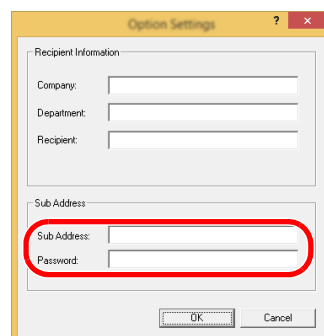 Option Settings ? ×
Recipient Information
Company:
Department:
Recipient:
Sub Address
Sub Address:
Password:
OK Cancel